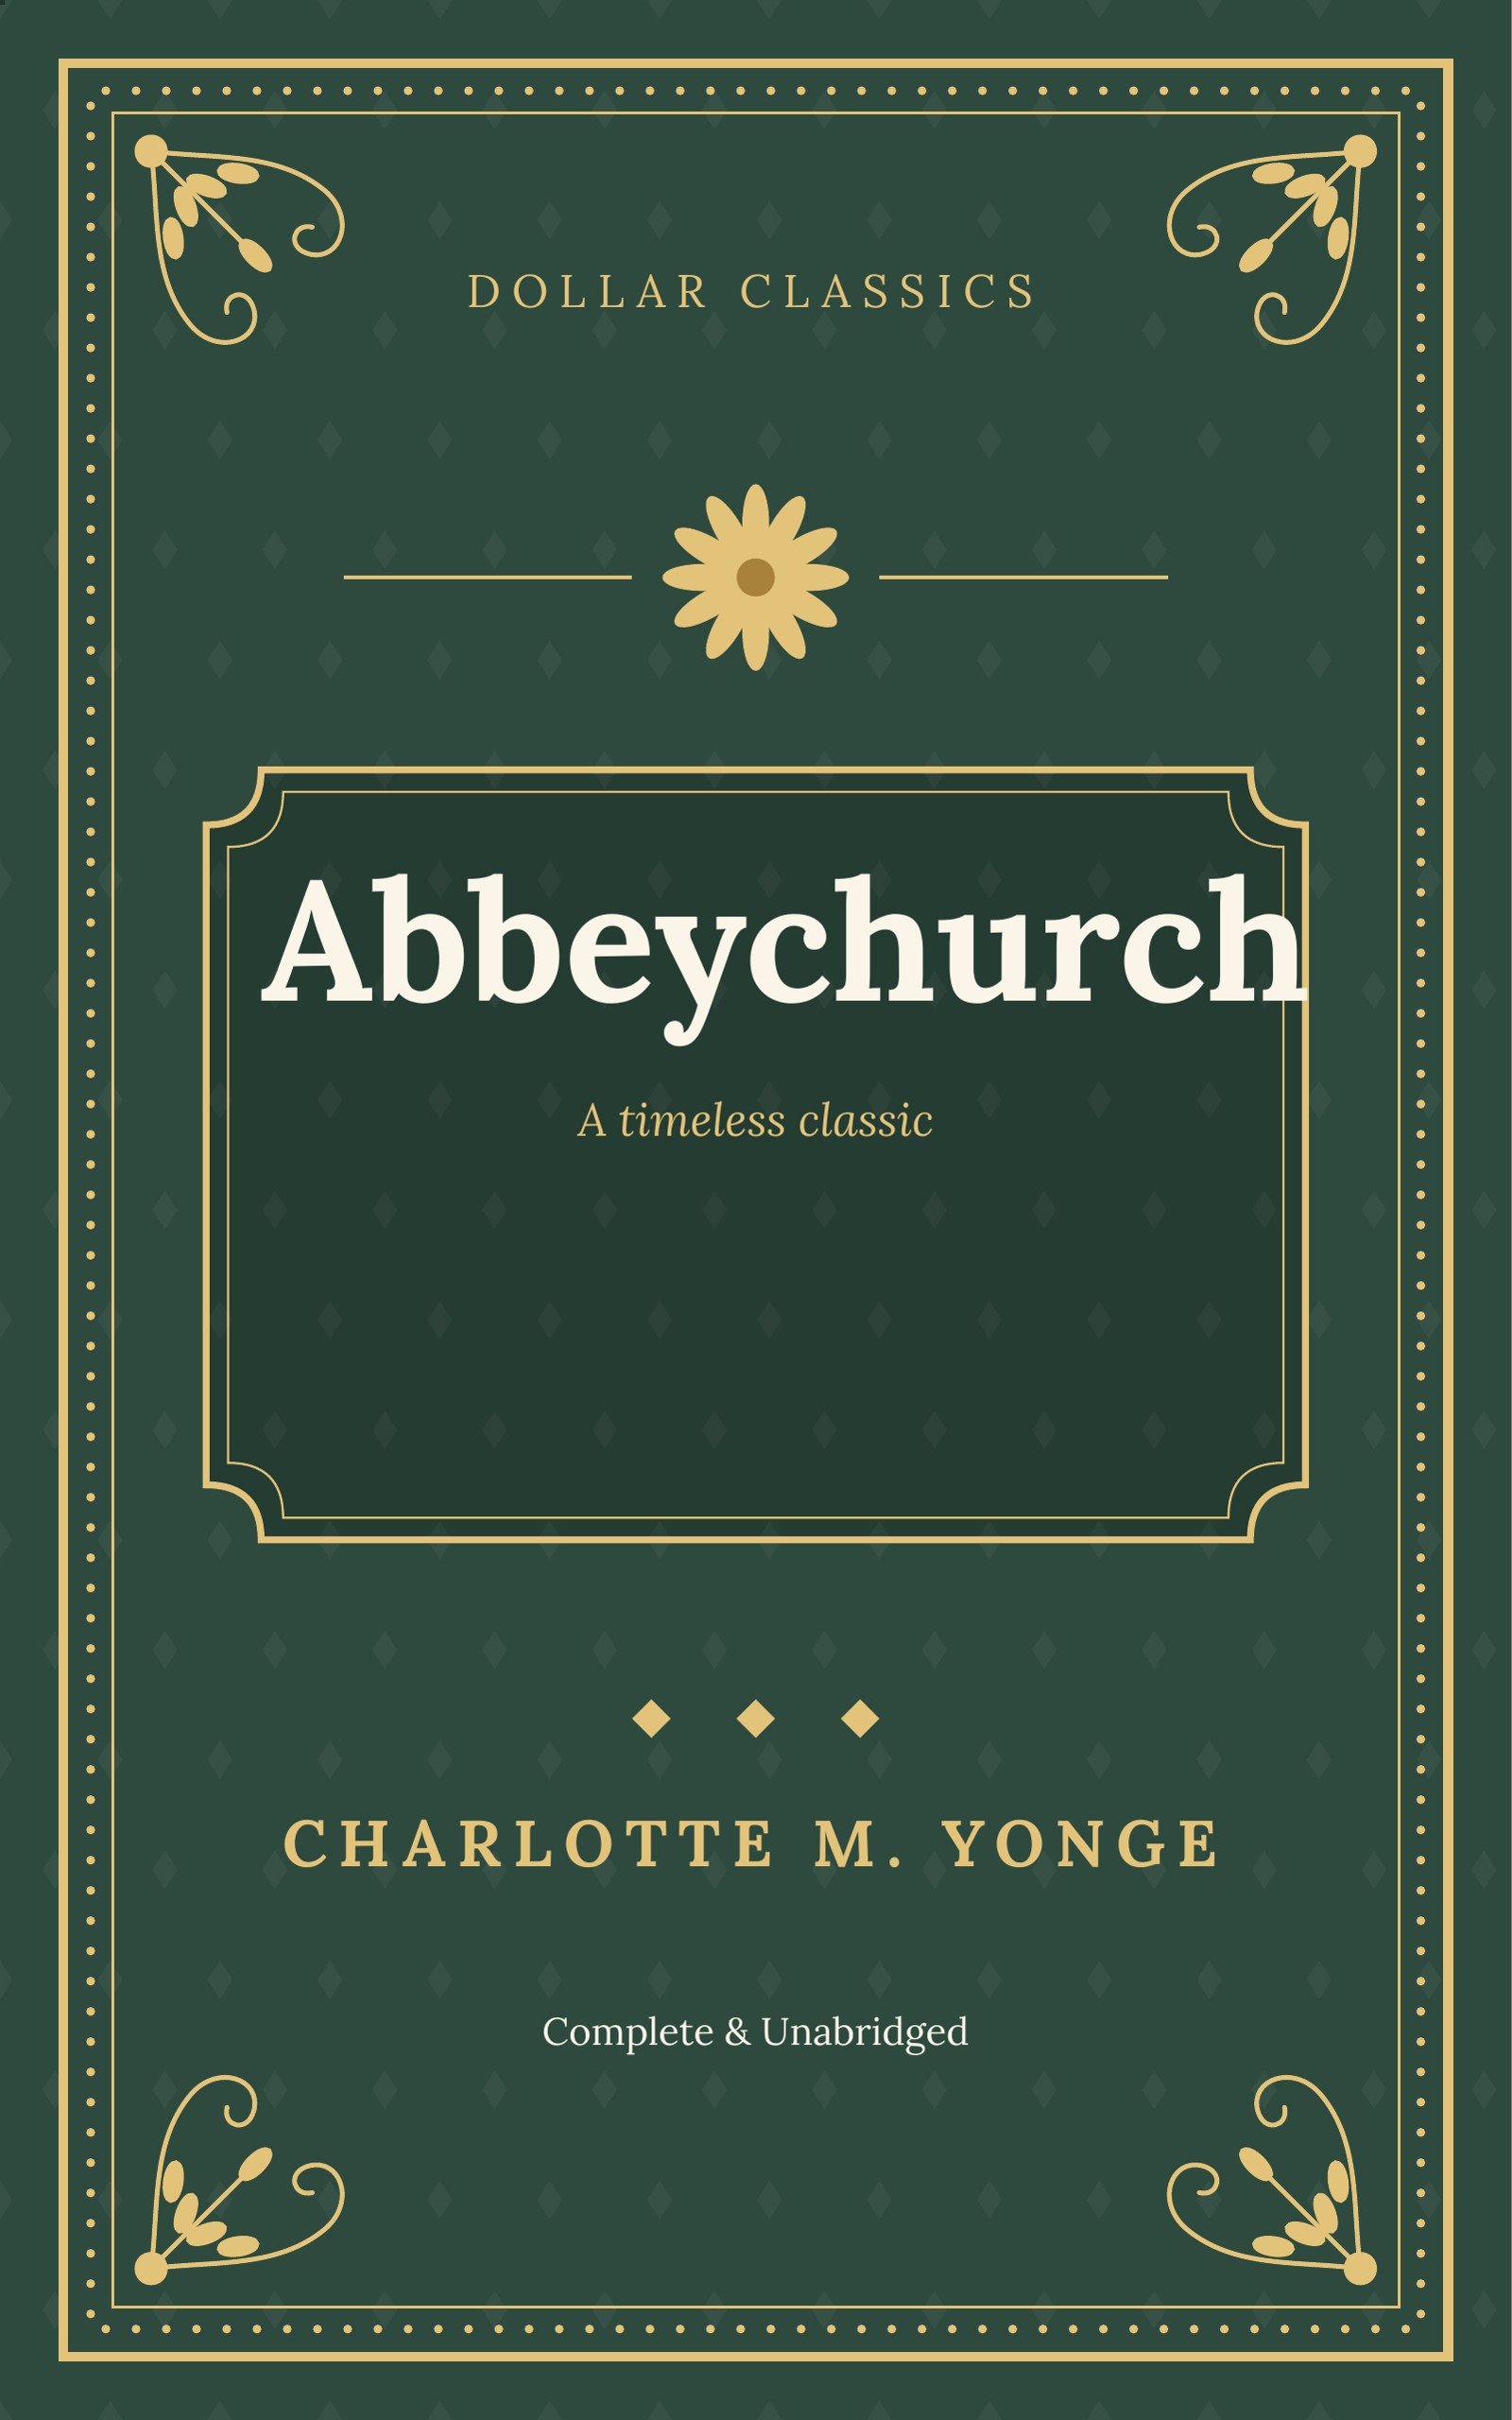 DOLLAR CLASSICS
Abbeychurch
A timeless classic
CHARLOTTE M. YONGE
Complete & Unabridged